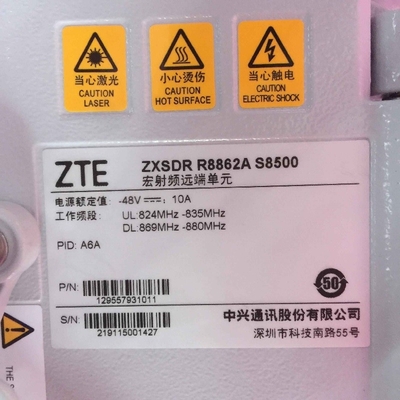 当心激光
CAUTION
LASER
小心烫伤
CAUTION
HOT SURFACE
当心触电
CAUTION
ELECTRIC SHOCK
ZTE
ZXSDR R8862A S8500
宏射频远端单元
电源额定值: -48V⎓; 10A
工作频段: UL:824MHz -835MHz
DL:869MHz -880MHz
PID: A6A
P/N:
129557931011
50
S/N:
219115001427
中兴通讯股份有限公司
深圳市科技南路55号
THE S